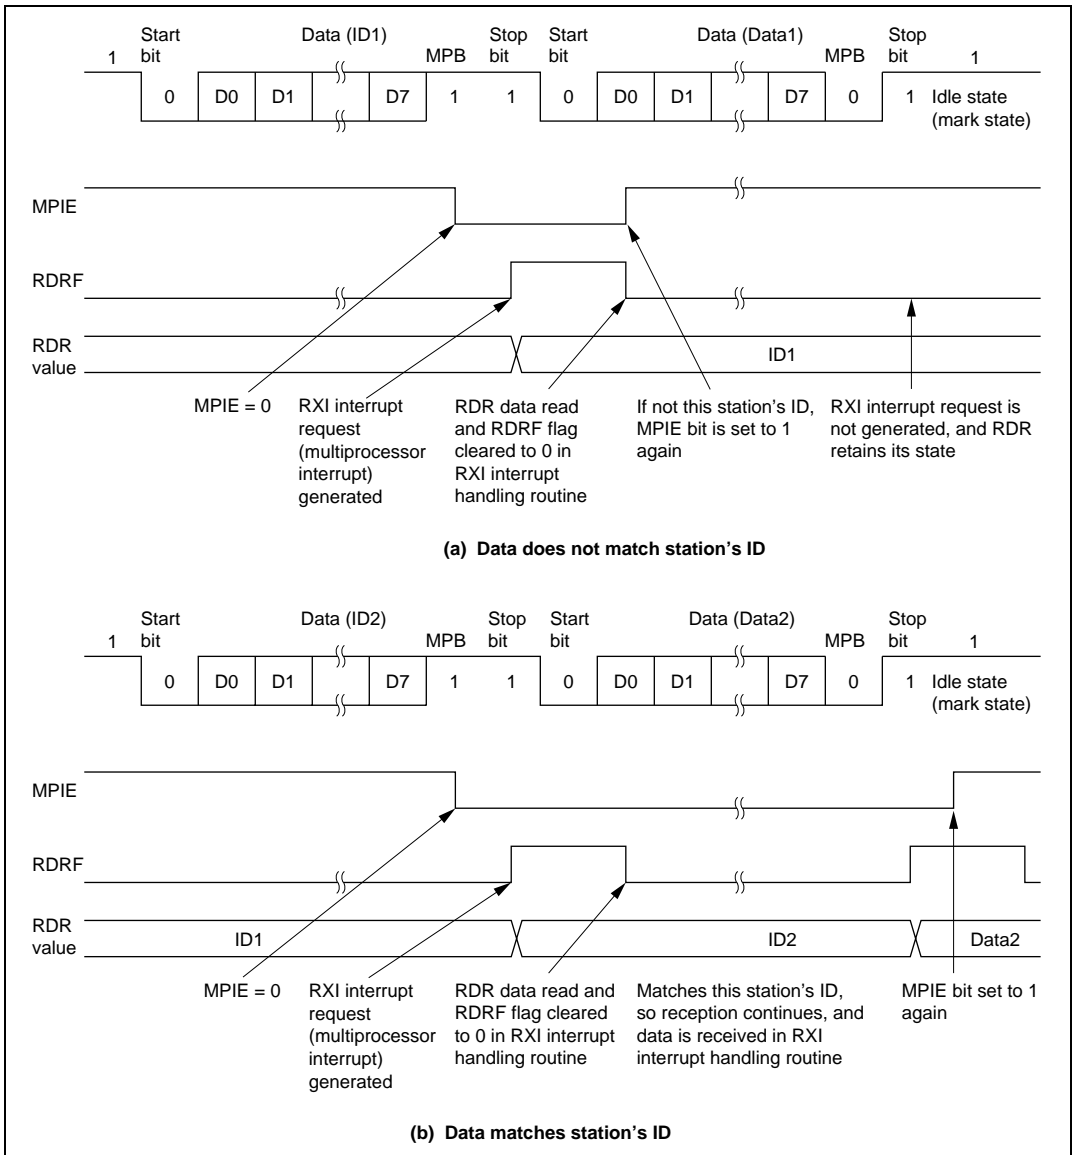 Start Data (ID1) Stop Start Data (Data1) Stop
1 bit MPB bit bit MPB bit 1
0 D0 D1 D7 1 1 0 D0 D1 D7 0 1 Idle state
(mark state)
MPIE
RDRF
RDR
value
ID1
MPIE = 0
RXI interrupt
request
(multiprocessor
interrupt)
generated
RDR data read
and RDRF flag
cleared to 0 in
RXI interrupt
handling routine
If not this station's ID,
MPIE bit is set to 1
again
RXI interrupt request is
not generated, and RDR
retains its state
(a) Data does not match station's ID
Start Data (ID2) Stop Start Data (Data2) Stop
1 bit MPB bit bit MPB bit 1
0 D0 D1 D7 1 1 0 D0 D1 D7 0 1 Idle state
(mark state)
MPIE
RDRF
RDR
value
ID1 ID2 Data2
MPIE = 0
RXI interrupt
request
(multiprocessor
interrupt)
generated
RDR data read and
RDRF flag cleared
to 0 in RXI interrupt
handling routine
Matches this station's ID,
so reception continues, and
data is received in RXI
interrupt handling routine
MPIE bit set to 1
again
(b) Data matches station's ID